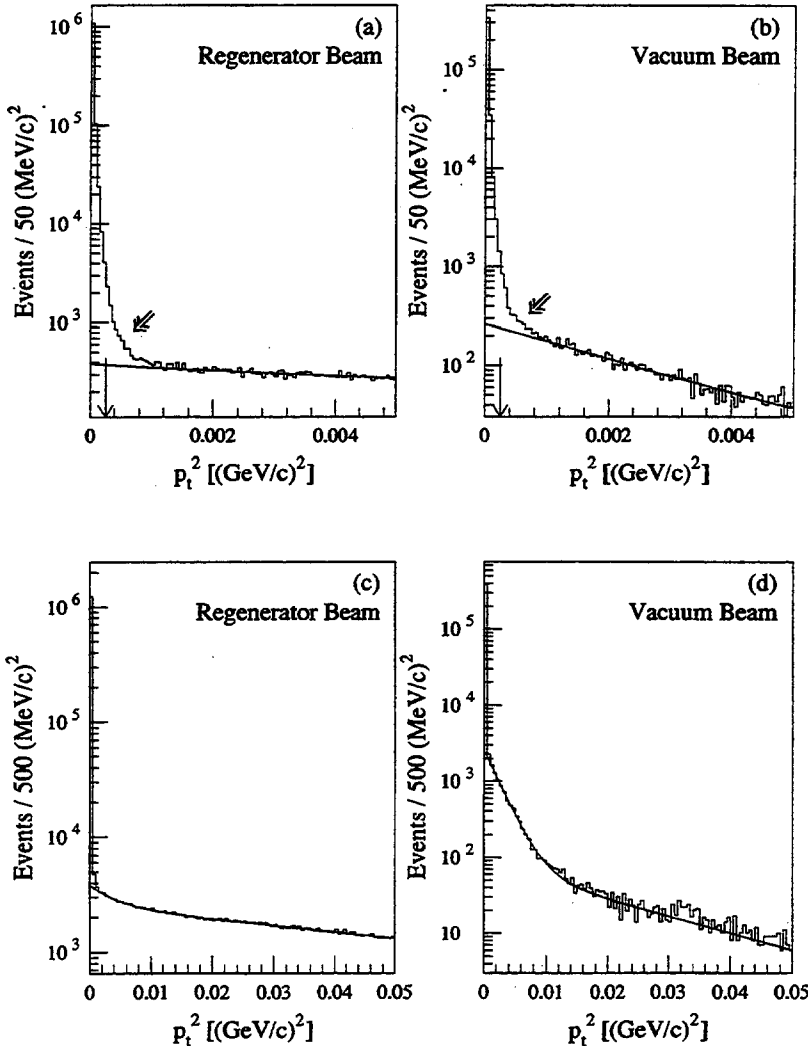 (a)
Regenerator Beam
Events / 50 (MeV/c)^2
10^6
10^5
10^4
10^3
0
0.002
0.004
p_t^2 [(GeV/c)^2]
(b)
Vacuum Beam
Events / 50 (MeV/c)^2
10^5
10^4
10^3
10^2
0
0.002
0.004
p_t^2 [(GeV/c)^2]
(c)
Regenerator Beam
Events / 500 (MeV/c)^2
10^6
10^5
10^4
10^3
0
0.01
0.02
0.03
0.04
0.05
p_t^2 [(GeV/c)^2]
(d)
Vacuum Beam
Events / 500 (MeV/c)^2
10^5
10^4
10^3
10^2
10
0
0.01
0.02
0.03
0.04
0.05
p_t^2 [(GeV/c)^2]